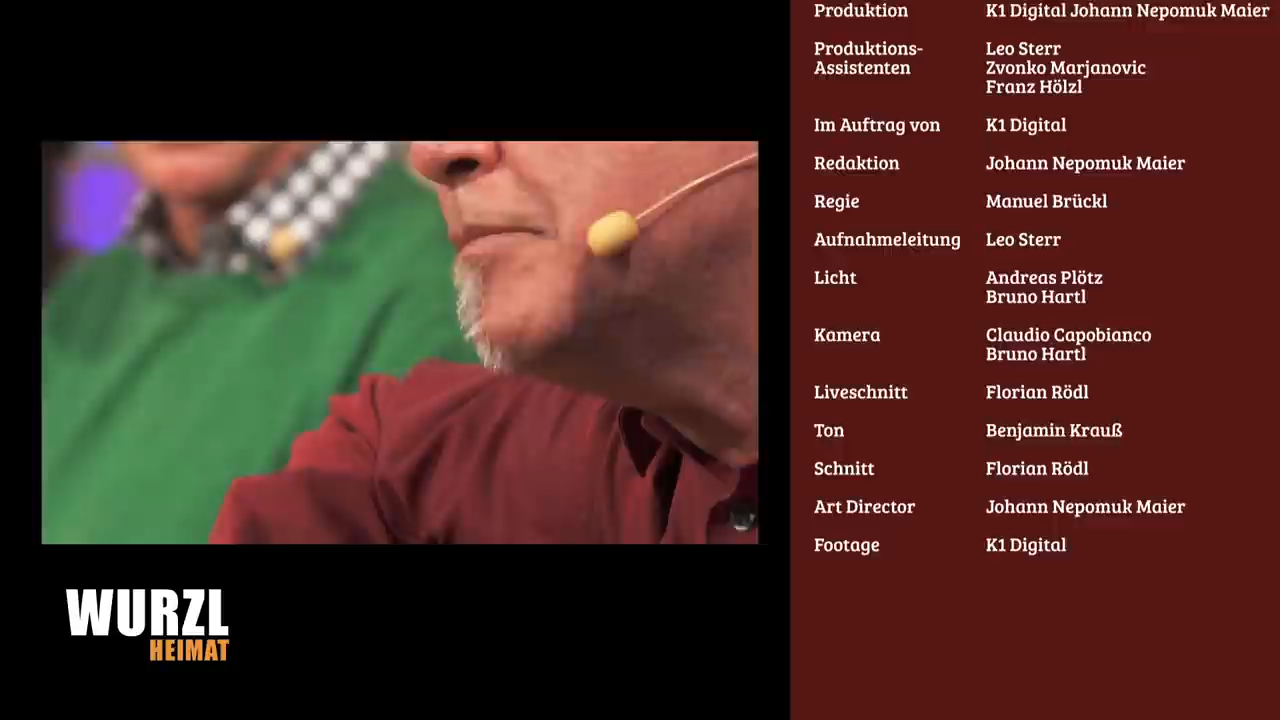 Produktion K1 Digital Johann Nepomuk Maier
Produktions- Leo Sterr
Assistenten Zvonko Marjanovic
Franz Hölzl
Im Auftrag von K1 Digital
Redaktion Johann Nepomuk Maier
Regie Manuel Brückl
Aufnahmeleitung Leo Sterr
Licht Andreas Plötz
Bruno Hartl
Kamera Claudio Capobianco
Bruno Hartl
Liveschnitt Florian Rödl
Ton Benjamin Krauß
Schnitt Florian Rödl
Art Director Johann Nepomuk Maier
Footage K1 Digital
WURZL
HEIMAT